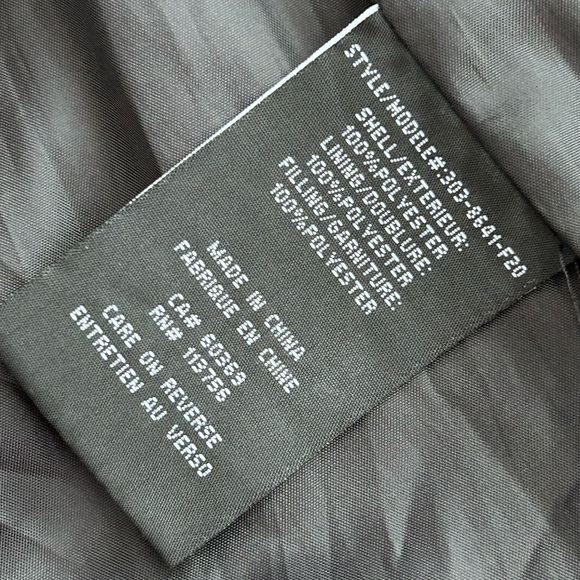 STYLE/MODELE#:303-8641-F20
SHELL/EXTERIEUR:
100%POLYESTER
LINING/DOUBLURE:
100%POLYESTER
FILLING/GARNITURE:
100%POLYESTER
MADE IN CHINA
FABRIQUE EN CHINE
CA# 60369
RN# 113756
CARE ON REVERSE
ENTRETIEN AU VERSO